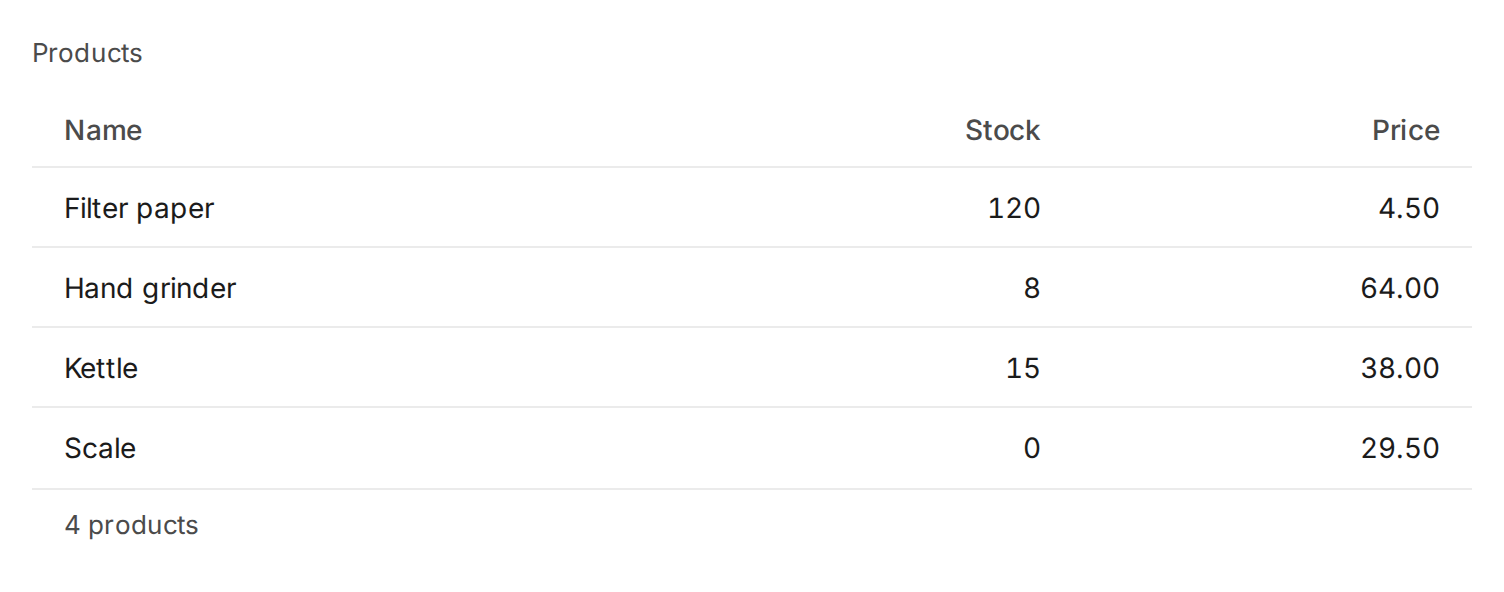 Products
Name Stock Price
Filter paper 120 4.50
Hand grinder 8 64.00
Kettle 15 38.00
Scale 0 29.50
4 products